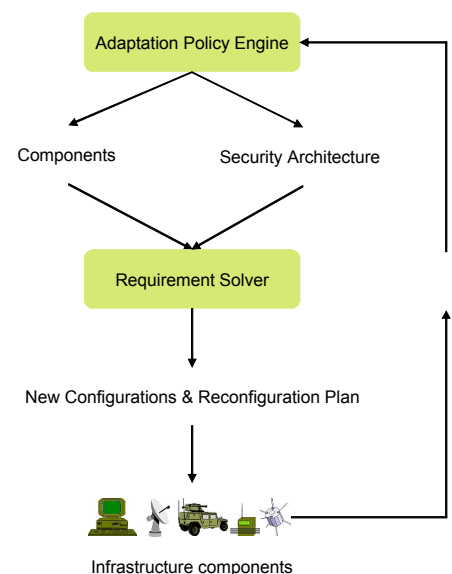 Adaptation Policy Engine
Components
Security Architecture
Requirement Solver
New Configurations & Reconfiguration Plan
Infrastructure components